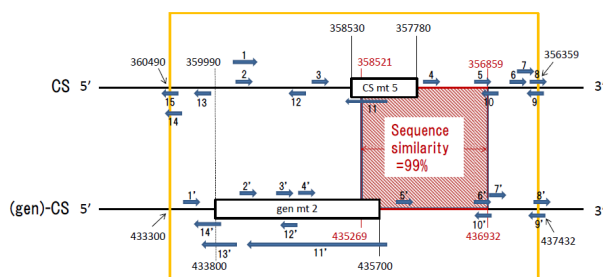 358530 357780
360490 359990 1 358521 356859 7 356359
2 3 4 5 6 8
CS 5′ CS mt 5 3′
15 13 12 11 10 9
14
Sequence
similarity
=99%
2' 3' 4' 7'
1' 5' 6' 8'
(gen)-CS 5′ gen mt 2 3′
14' 12' 10' 9'
13' 11'
433300 433800 435269 435700 436932 437432